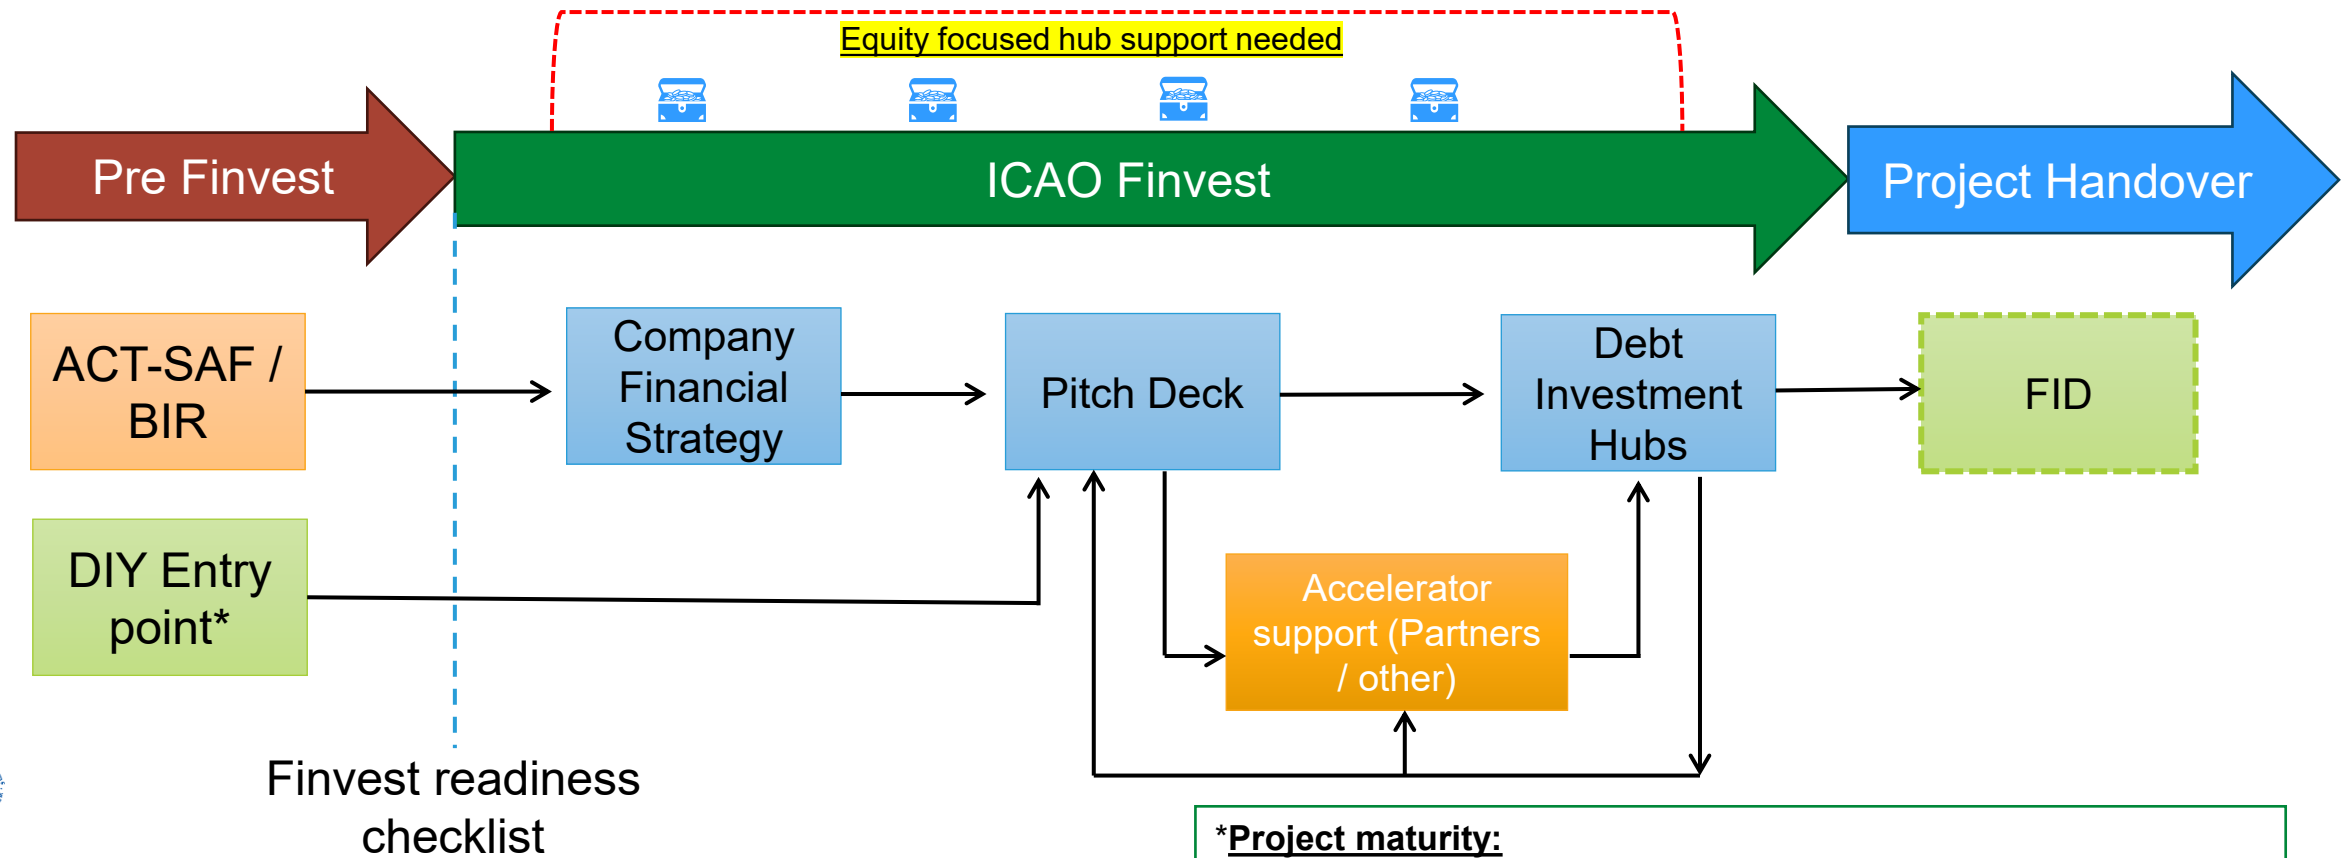 Equity focused hub support needed
Pre Finvest
ICAO Finvest
Project Handover
ACT-SAF /
BIR
Company
Financial
Strategy
Pitch Deck
Debt
Investment
Hubs
FID
DIY Entry
point*
Accelerator
support (Partners
/ other)
Finvest readiness
checklist
*Project maturity: